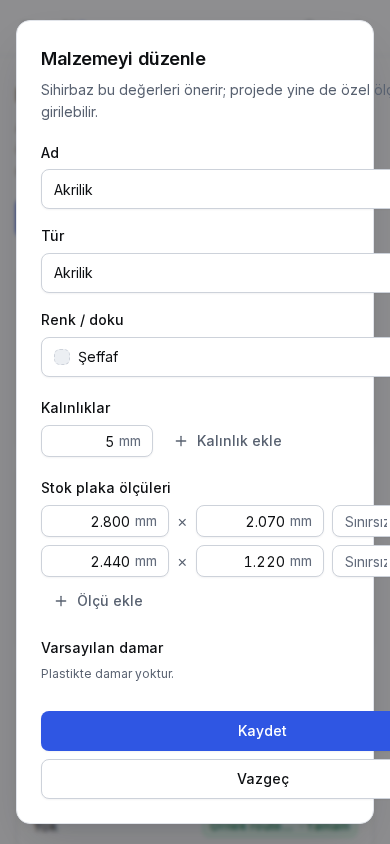 Malzemeyi düzenle
Sihirbaz bu değerleri önerir; projede yine de özel
girilebilir.
Ad
Akrilik
Tür
Akrilik
Renk / doku
Şeffaf
Kalınlıklar
5 mm + Kalınlık ekle
Stok plaka ölçüleri
2.800 mm × 2.070 mm Sınırsız
2.440 mm × 1.220 mm Sınırsız
+ Ölçü ekle
Varsayılan damar
Plastikte damar yoktur.
Kaydet
Vazgeç